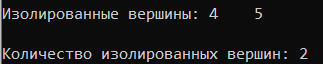 Изолированные вершины: 4    5
Количество изолированных вершин: 2